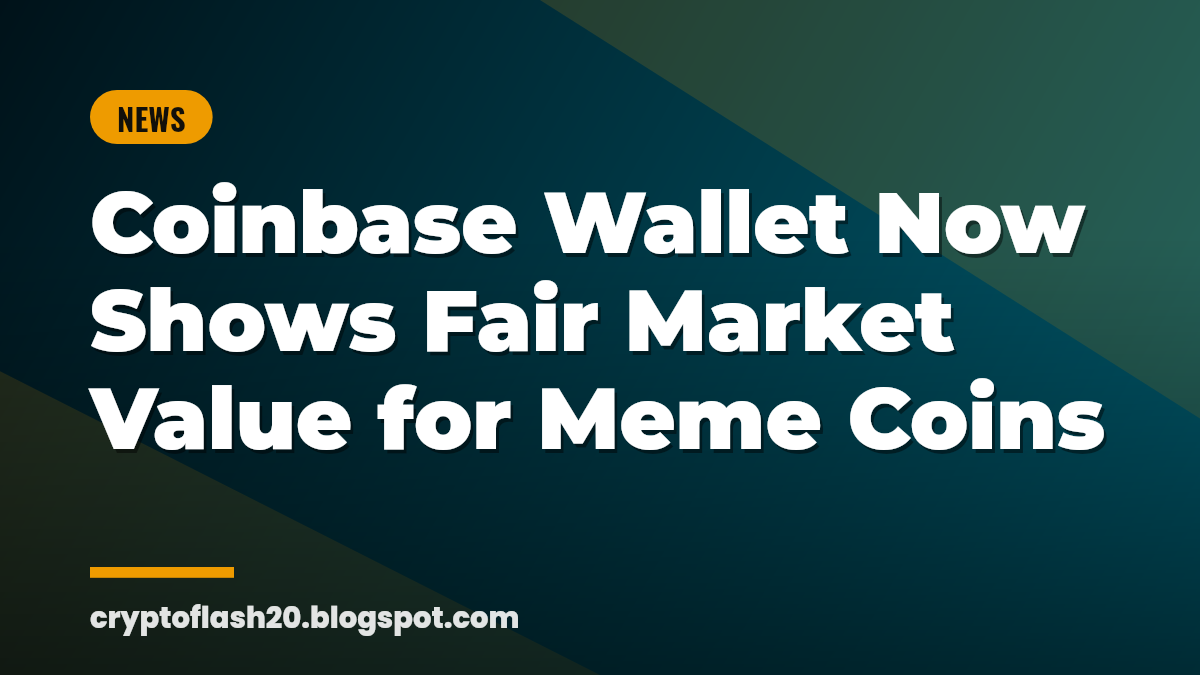 NEWS
Coinbase Wallet Now
Shows Fair Market
Value for Meme Coins
cryptoflash20.blogspot.com